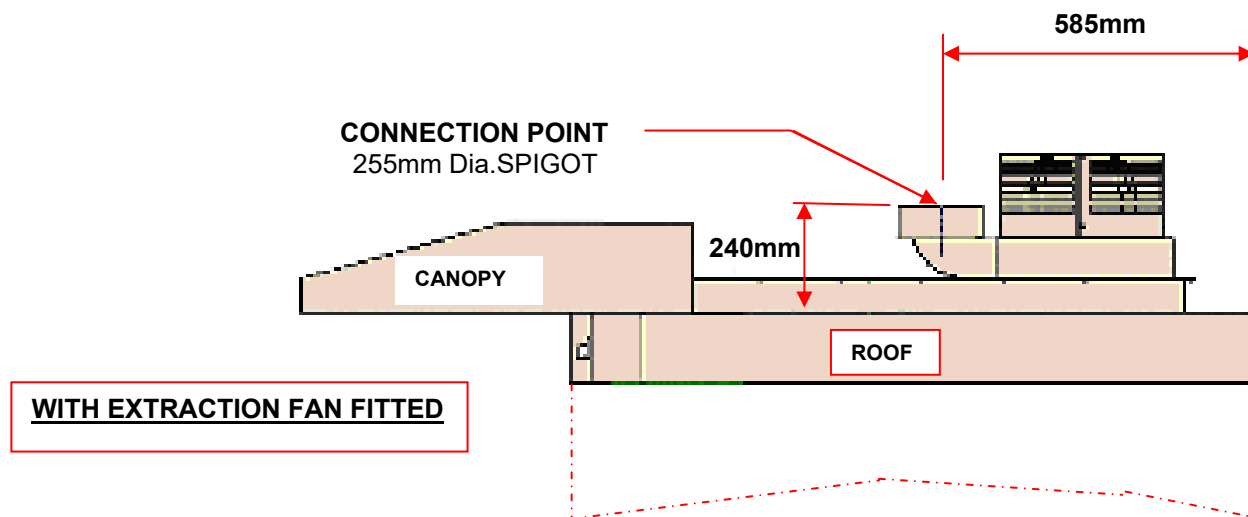 585mm
CONNECTION POINT
255mm Dia.SPIGOT
240mm
CANOPY
ROOF
WITH EXTRACTION FAN FITTED